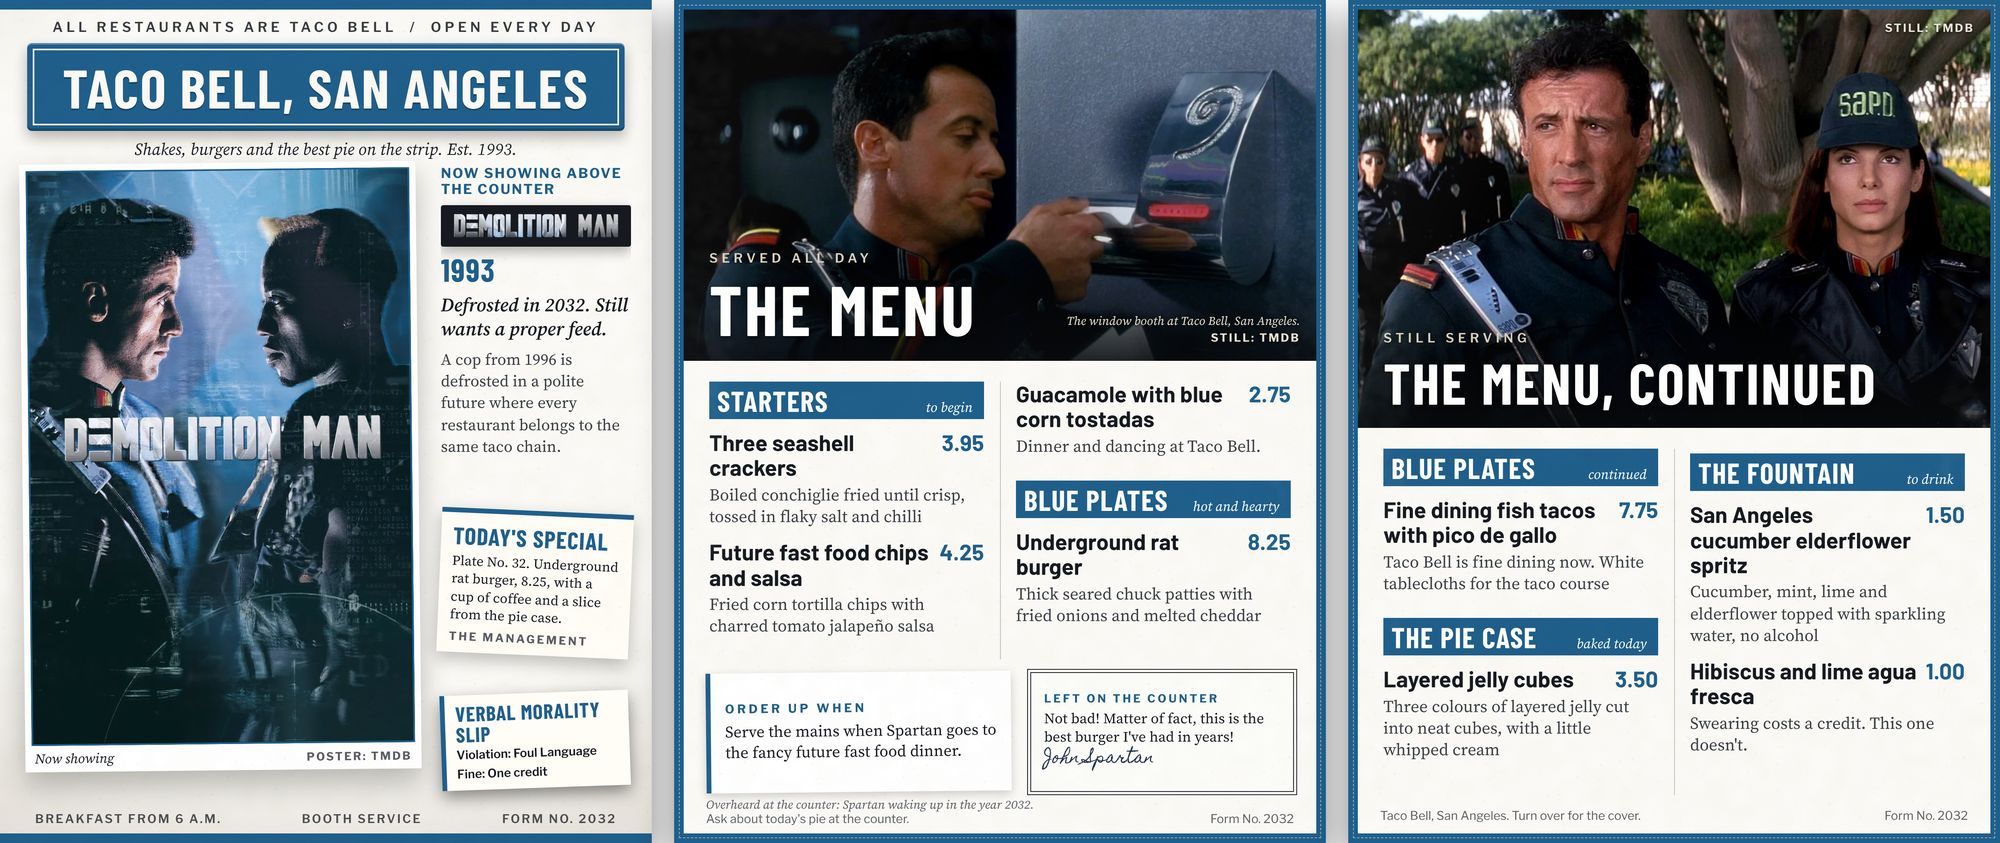 ALL RESTAURANTS ARE TACO BELL / OPEN EVERY DAY
TACO BELL, SAN ANGELES
Shakes, burgers and the best pie on the strip. Est. 1993.
DEMOLITION MAN
Now showing
POSTER: TMDB
NOW SHOWING ABOVE
THE COUNTER
DEMOLITION MAN
1993
Defrosted in 2032. Still
wants a proper feed.
A cop from 1996 is
defrosted in a polite
future where every
restaurant belongs to the
same taco chain.
TODAY'S SPECIAL
Plate No. 32. Underground
rat burger, 8.25, with a
cup of coffee and a slice
from the pie case.
THE MANAGEMENT
VERBAL MORALITY
SLIP
Violation: Foul Language
Fine: One credit
BREAKFAST FROM 6 A.M.
BOOTH SERVICE
FORM NO. 2032
SERVED ALL DAY
THE MENU
The window booth at Taco Bell, San Angeles.
STILL: TMDB
STARTERS to begin
Three seashell 3.95
crackers
Boiled conchiglie fried until crisp,
tossed in flaky salt and chilli
Future fast food chips 4.25
and salsa
Fried corn tortilla chips with
charred tomato jalapeño salsa
Guacamole with blue 2.75
corn tostadas
Dinner and dancing at Taco Bell.
BLUE PLATES hot and hearty
Underground rat 8.25
burger
Thick seared chuck patties with
fried onions and melted cheddar
ORDER UP WHEN
Serve the mains when Spartan goes to
the fancy future fast food dinner.
LEFT ON THE COUNTER
Not bad! Matter of fact, this is the
best burger I've had in years!
John Spartan
Overheard at the counter: Spartan waking up in the year 2032.
Ask about today's pie at the counter.
Form No. 2032
STILL: TMDB
S.A.P.D.
STILL SERVING
THE MENU, CONTINUED
BLUE PLATES continued
Fine dining fish tacos 7.75
with pico de gallo
Taco Bell is fine dining now. White
tablecloths for the taco course
THE PIE CASE baked today
Layered jelly cubes 3.50
Three colours of layered jelly cut
into neat cubes, with a little
whipped cream
THE FOUNTAIN to drink
San Angeles 1.50
cucumber elderflower
spritz
Cucumber, mint, lime and
elderflower topped with sparkling
water, no alcohol
Hibiscus and lime agua 1.00
fresca
Swearing costs a credit. This one
doesn't.
Taco Bell, San Angeles. Turn over for the cover.
Form No. 2032